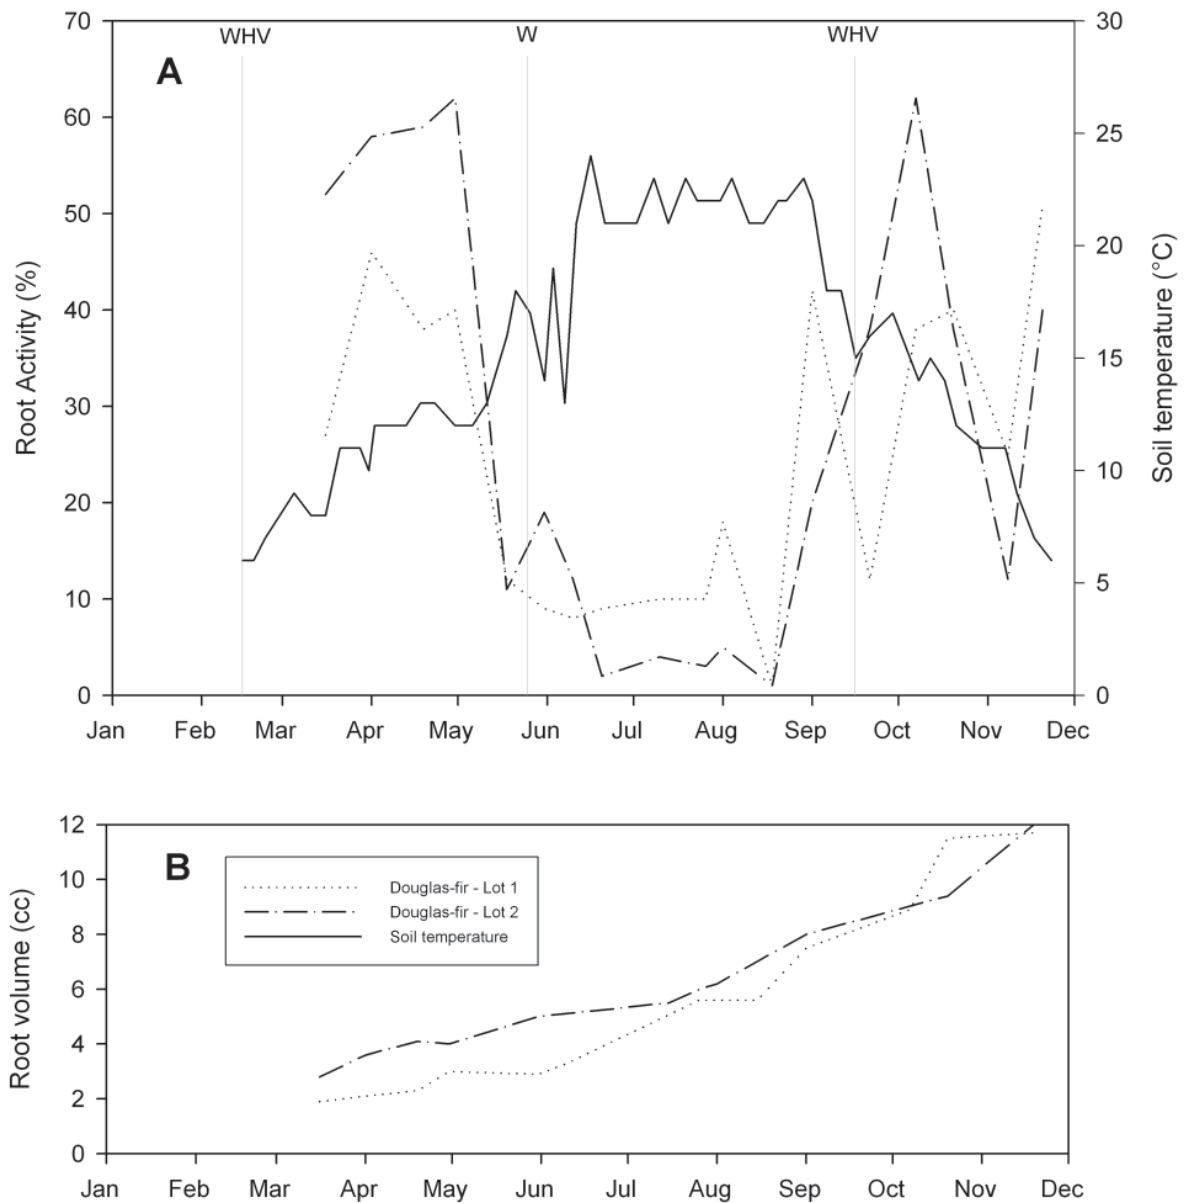 WHV W WHV
A
70
60
50
40
30
20
10
0
Root Activity (%)
30
25
20
15
10
5
0
Soil temperature (°C)
Jan Feb Mar Apr May Jun Jul Aug Sep Oct Nov Dec
B
12
10
8
6
4
2
0
Root volume (cc)
Douglas-fir - Lot 1
Douglas-fir - Lot 2
Soil temperature
Jan Feb Mar Apr May Jun Jul Aug Sep Oct Nov Dec